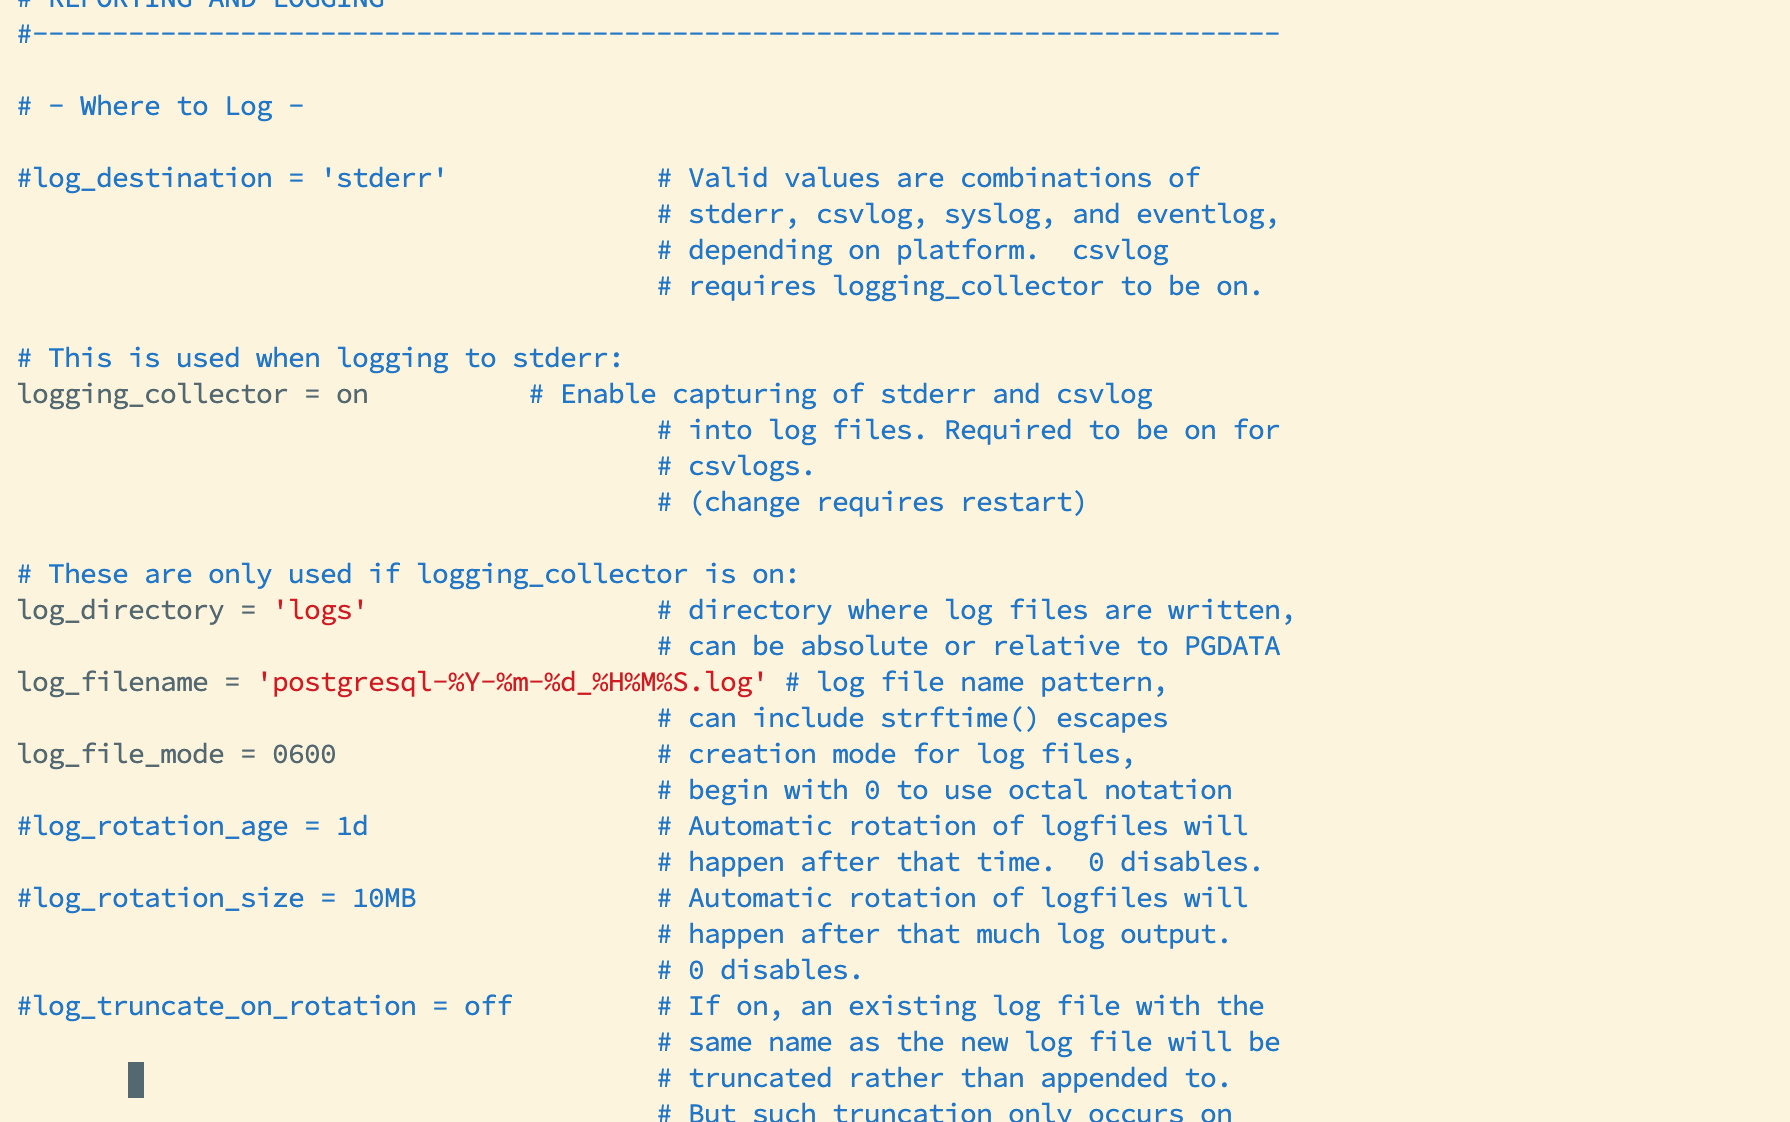 # REPORTING AND LOGGING
#------------------------------------------------------------------------------

# - Where to Log -

#log_destination = 'stderr'             # Valid values are combinations of
                                        # stderr, csvlog, syslog, and eventlog,
                                        # depending on platform.  csvlog
                                        # requires logging_collector to be on.

# This is used when logging to stderr:
logging_collector = on          # Enable capturing of stderr and csvlog
                                        # into log files. Required to be on for
                                        # csvlogs.
                                        # (change requires restart)

# These are only used if logging_collector is on:
log_directory = 'logs'                  # directory where log files are written,
                                        # can be absolute or relative to PGDATA
log_filename = 'postgresql-%Y-%m-%d_%H%M%S.log' # log file name pattern,
                                        # can include strftime() escapes
log_file_mode = 0600                    # creation mode for log files,
                                        # begin with 0 to use octal notation
#log_rotation_age = 1d                  # Automatic rotation of logfiles will
                                        # happen after that time.  0 disables.
#log_rotation_size = 10MB               # Automatic rotation of logfiles will
                                        # happen after that much log output.
                                        # 0 disables.
#log_truncate_on_rotation = off         # If on, an existing log file with the
                                        # same name as the new log file will be
                                        # truncated rather than appended to.
                                        # But such truncation only occurs on